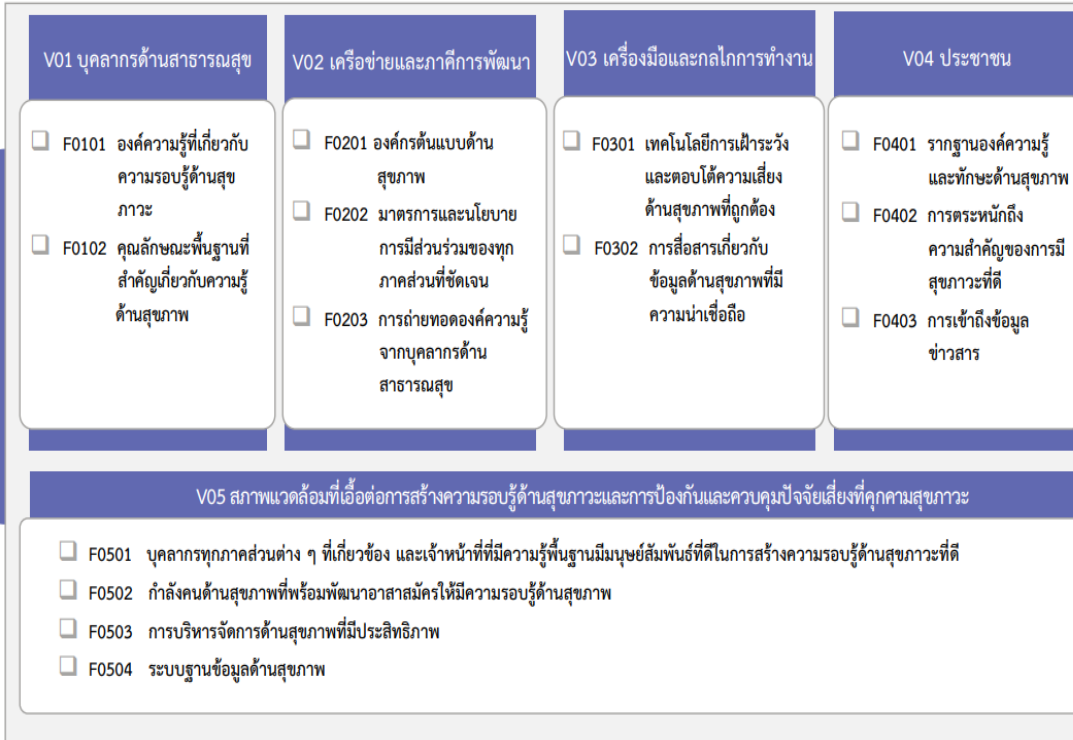 V01 บุคลากรด้านสาธารณสุข
F0101 องค์ความรู้ที่เกี่ยวกับ
ความรอบรู้ด้านสุข
ภาวะ
F0102 คุณลักษณะพื้นฐานที่
สำคัญเกี่ยวกับความรู้
ด้านสุขภาพ
V02 เครือข่ายและภาคีการพัฒนา
F0201 องค์กรต้นแบบด้าน
สุขภาพ
F0202 มาตรการและนโยบาย
การมีส่วนร่วมของทุก
ภาคส่วนที่ชัดเจน
F0203 การถ่ายทอดองค์ความรู้
จากบุคลากรด้าน
สาธารณสุข
V03 เครื่องมือและกลไกการทำงาน
F0301 เทคโนโลยีการเฝ้าระวัง
และตอบโต้ความเสี่ยง
ด้านสุขภาพที่ถูกต้อง
F0302 การสื่อสารเกี่ยวกับ
ข้อมูลด้านสุขภาพที่มี
ความน่าเชื่อถือ
V04 ประชาชน
F0401 รากฐานองค์ความรู้
และทักษะด้านสุขภาพ
F0402 การตระหนักถึง
ความสำคัญของการมี
สุขภาวะที่ดี
F0403 การเข้าถึงข้อมูล
ข่าวสาร
V05 สภาพแวดล้อมที่เอื้อต่อการสร้างความรอบรู้ด้านสุขภาวะและการป้องกันและควบคุมปัจจัยเสี่ยงที่คุกคามสุขภาวะ
F0501 บุคลากรทุกภาคส่วนต่าง ๆ ที่เกี่ยวข้อง และเจ้าหน้าที่ที่มีความรู้พื้นฐานมีมนุษย์สัมพันธ์ที่ดีในการสร้างความรอบรู้ด้านสุขภาวะที่ดี
F0502 กำลังคนด้านสุขภาพที่พร้อมพัฒนาอาสาสมัครให้มีความรอบรู้ด้านสุขภาพ
F0503 การบริหารจัดการด้านสุขภาพที่มีประสิทธิภาพ
F0504 ระบบฐานข้อมูลด้านสุขภาพ